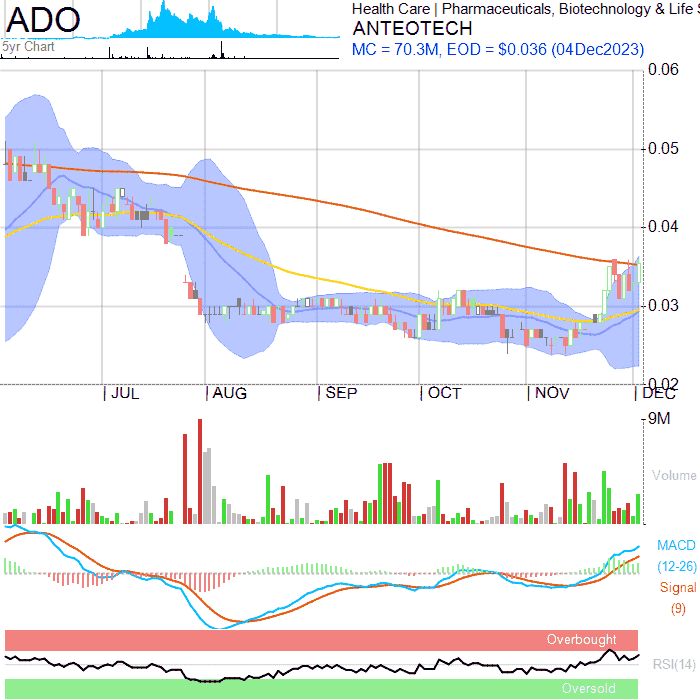 ADO
Health Care | Pharmaceuticals, Biotechnology & Life S
ANTEOTECH
5yr Chart
MC = 70.3M, EOD = $0.036 (04Dec2023)
0.06
0.05
0.04
0.03
0.02
| JUL
| AUG
| SEP
| OCT
| NOV
| DEC
9M
Volume
MACD
(12-26)
Signal
(9)
Overbought
RSI(14)
Oversold